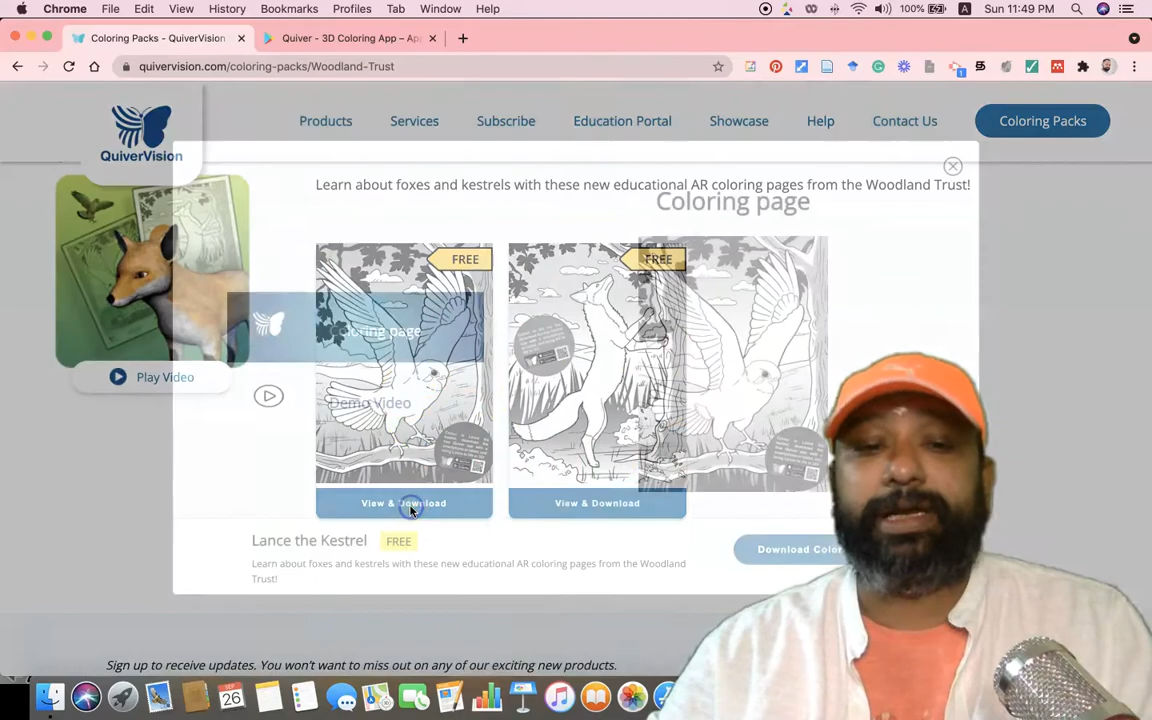 Chrome File Edit View History Bookmarks Profiles Tab Window Help 100% A Sun 11:49 PM
Coloring Packs - QuiverVision Quiver - 3D Coloring App – Ap
quivervision.com/coloring-packs/Woodland-Trust
QuiverVision
Products Services Subscribe Education Portal Showcase Help Contact Us Coloring Packs
Learn about foxes and kestrels with these new educational AR coloring pages from the Woodland Trust!
Coloring page
FREE FREE
Coloring page
Play Video
Demo Video
View & Download View & Download
Lance the Kestrel FREE
Download Color
Learn about foxes and kestrels with these new educational AR coloring pages from the Woodland
Trust!
Sign up to receive updates. You won't want to miss out on any of our exciting new products.
SEP
26